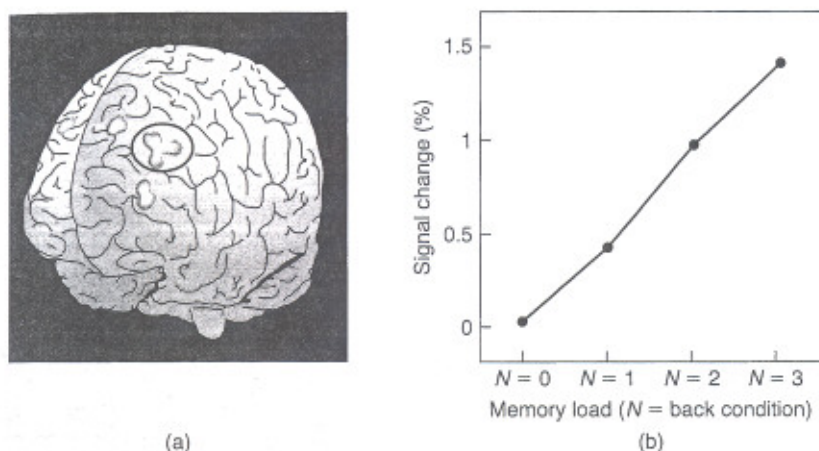 1.5
1
0.5
0
Signal change (%)
N = 0 N = 1 N = 2 N = 3
Memory load (N = back condition)
(a)
(b)